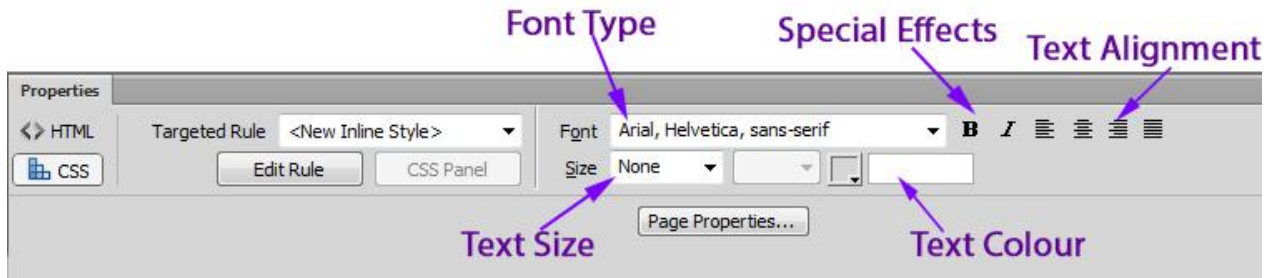 Font Type
Special Effects
Text Alignment
Properties
<> HTML Targeted Rule <New Inline Style> Font Arial, Helvetica, sans-serif B I
CSS Edit Rule CSS Panel Size None
Page Properties...
Text Size
Text Colour